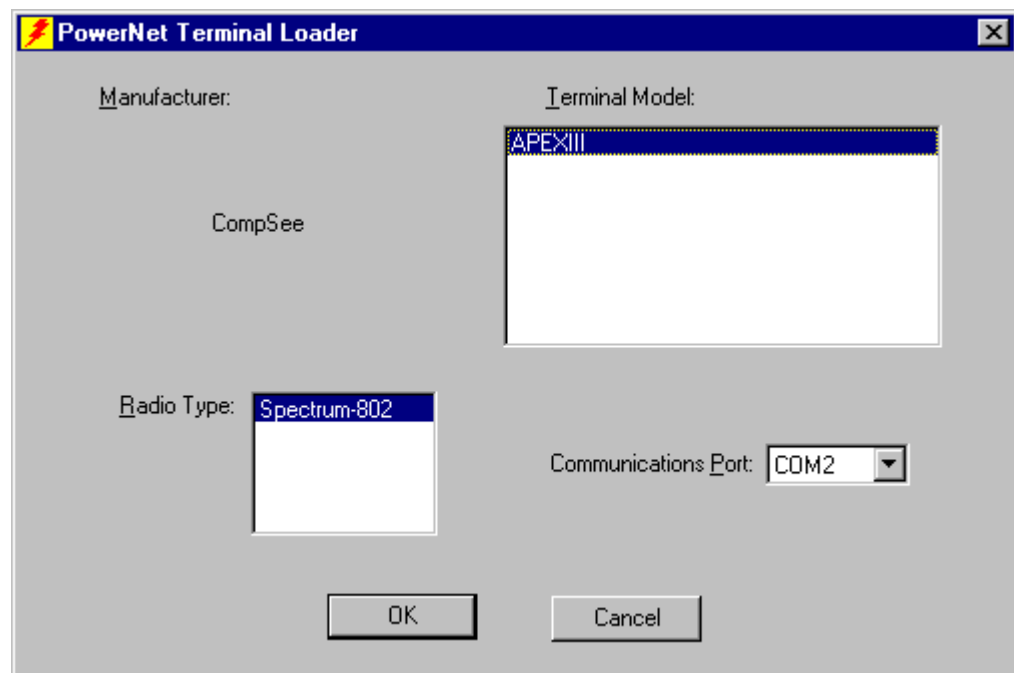 PowerNet Terminal Loader
Manufacturer:
Terminal Model:
APEXIII
CompSee
Radio Type:
Spectrum-802
Communications Port:
COM2
OK
Cancel